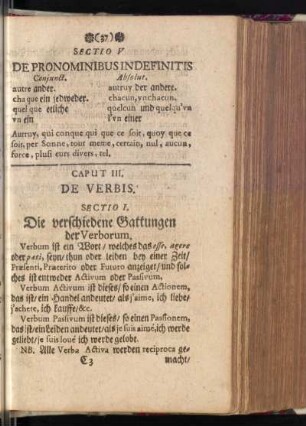 (37)
SECTIO V
DE PRONOMINIBUS INDEFINITIS
Conjunct. Absolut.
autre ander. autruy der andere.
chaque ein jedweder. chacun, vnchacun.
quelque etliche quelcun und quelqu'vn
vn ein l'vn einer
Autruy, qui conque qui que ce soit, quoy que ce
soit, per Sonne, tout meme, certain, nul, aucun,
force, plusi eurs divers, tel.
CAPUT III.
DE VERBIS.
SECTIO I.
Die verschiedene Gattungen
der Verborum.
Verbum ist ein Wort / welches das esse, agere
oder pati, seyn / thun oder leiden bey einer Zeit /
Præsenti, Præterito oder Futuro anzeiget / und sol-
ches ist entweder Activum oder Passivum.
Verbum Activum ist dieses / so einen Actionem,
das ist / ein Handel andeutet / als j'aime, ich liebe /
j'achete, ich kauffe / &c.
Verbum Passivum ist dieses / so einen Passionem,
das ist ein Leiden andeutet / als je suis aimé, ich werde
geliebt / je suis loué ich werde gelobt.
NB. Alle Verba Activa werden reciproca ge-
E3 macht /